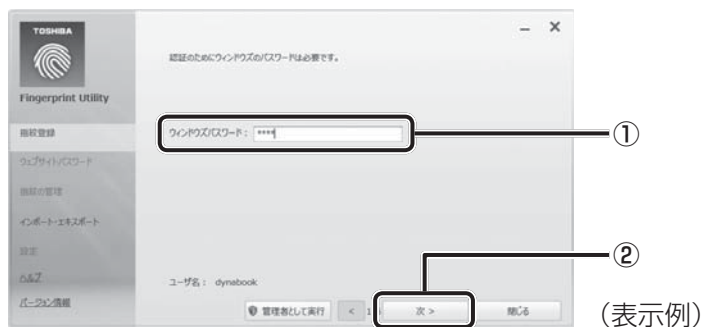 TOSHIBA
Fingerprint Utility
指紋登録
ウェブサイトパスワード
指紋の管理
インポート・エクスポート
設定
ヘルプ
バージョン情報
認証のためにウィンドウズのパスワードは必要です。
ウィンドウズパスワード： ****
①
②
ユーザ名： dynabook
管理者として実行 < 1 次 > 閉じる
（表示例）